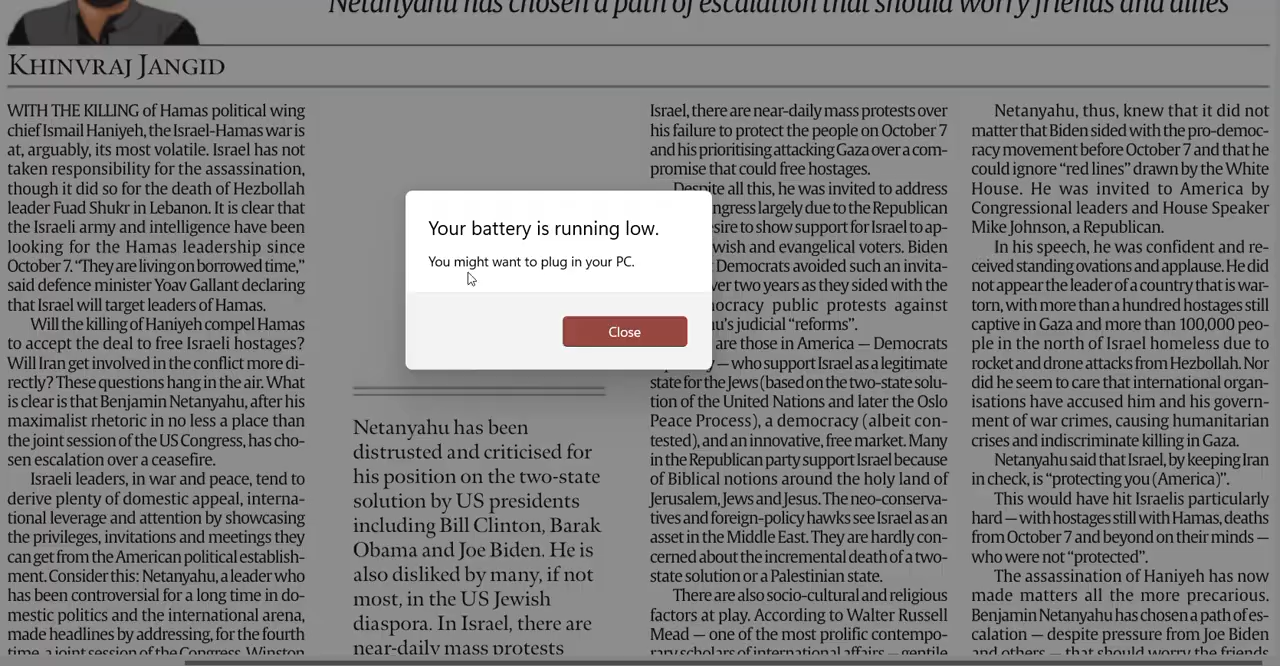 Netanyahu has chosen a path of escalation that should worry friends and allies
KHINVRAJ JANGID
WITH THE KILLING of Hamas political wing
chief Ismail Haniyeh, the Israel-Hamas war is
at, arguably, its most volatile. Israel has not
taken responsibility for the assassination,
though it did so for the death of Hezbollah
leader Fuad Shukr in Lebanon. It is clear that
the Israeli army and intelligence have been
looking for the Hamas leadership since
October 7. “They are living on borrowed time,”
said defence minister Yoav Gallant declaring
that Israel will target leaders of Hamas.
Will the killing of Haniyeh compel Hamas
to accept the deal to free Israeli hostages?
Will Iran get involved in the conflict more di-
rectly? These questions hang in the air. What
is clear is that Benjamin Netanyahu, after his
maximalist rhetoric in no less a place than
the joint session of the US Congress, has cho-
sen escalation over a ceasefire.
Israeli leaders, in war and peace, tend to
derive plenty of domestic appeal, interna-
tional leverage and attention by showcasing
the privileges, invitations and meetings they
can get from the American political establish-
ment. Consider this: Netanyahu, a leader who
has been controversial for a long time in do-
mestic politics and the international arena,
made headlines by addressing, for the fourth
time, a joint session of the Congress. Winston
Your battery is running low.
You might want to plug in your PC.
Close
Netanyahu has been
distrusted and criticised for
his position on the two-state
solution by US presidents
including Bill Clinton, Barak
Obama and Joe Biden. He is
also disliked by many, if not
most, in the US Jewish
diaspora. In Israel, there are
near-daily mass protests
Israel, there are near-daily mass protests over
his failure to protect the people on October 7
and his prioritising attacking Gaza over a com-
promise that could free hostages.
Despite all this, he was invited to address
ngress largely due to the Republican
esire to show support for Israel to ap-
wish and evangelical voters. Biden
Democrats avoided such an invita-
ver two years as they sided with the
mocracy public protests against
u’s judicial “reforms”.
are those in America — Democrats
— who support Israel as a legitimate
state for the Jews (based on the two-state solu-
tion of the United Nations and later the Oslo
Peace Process), a democracy (albeit con-
tested), and an innovative, free market. Many
in the Republican party support Israel because
of Biblical notions around the holy land of
Jerusalem, Jews and Jesus. The neo-conserva-
tives and foreign-policy hawks see Israel as an
asset in the Middle East. They are hardly con-
cerned about the incremental death of a two-
state solution or a Palestinian state.
There are also socio-cultural and religious
factors at play. According to Walter Russell
Mead — one of the most prolific contempo-
rary scholars of international affairs — gentile
Netanyahu, thus, knew that it did not
matter that Biden sided with the pro-democ-
racy movement before October 7 and that he
could ignore “red lines” drawn by the White
House. He was invited to America by
Congressional leaders and House Speaker
Mike Johnson, a Republican.
In his speech, he was confident and re-
ceived standing ovations and applause. He did
not appear the leader of a country that is war-
torn, with more than a hundred hostages still
captive in Gaza and more than 100,000 peo-
ple in the north of Israel homeless due to
rocket and drone attacks from Hezbollah. Nor
did he seem to care that international organ-
isations have accused him and his govern-
ment of war crimes, causing humanitarian
crises and indiscriminate killing in Gaza.
Netanyahu said that Israel, by keeping Iran
in check, is “protecting you (America)”.
This would have hit Israelis particularly
hard — with hostages still with Hamas, deaths
from October 7 and beyond on their minds —
who were not “protected”.
The assassination of Haniyeh has now
made matters all the more precarious.
Benjamin Netanyahu has chosen a path of es-
calation — despite pressure from Joe Biden
and others — that should worry the friends